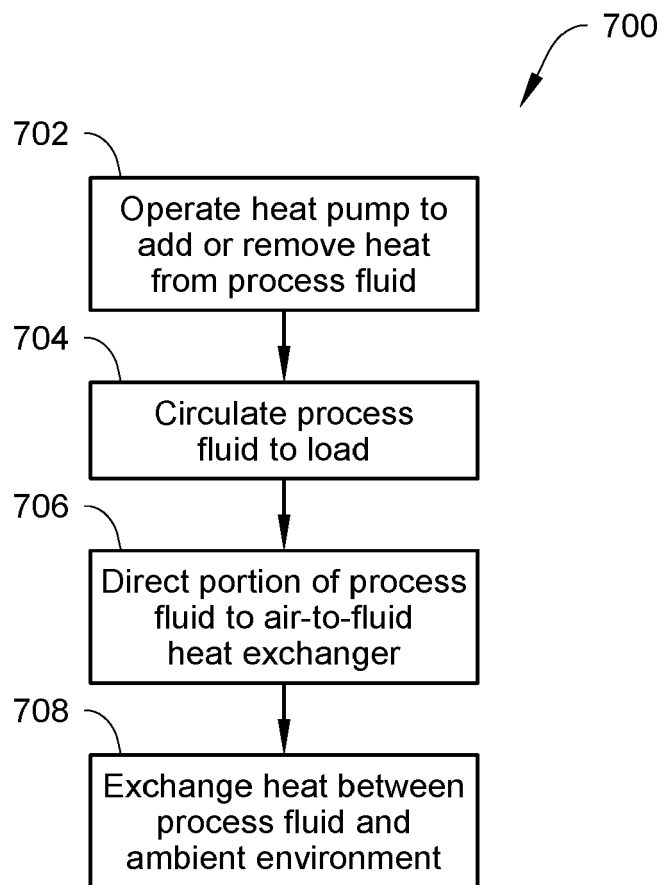 700
702
Operate heat pump to
add or remove heat
from process fluid
704
Circulate process
fluid to load
706
Direct portion of process
fluid to air-to-fluid
heat exchanger
708
Exchange heat between
process fluid and
ambient environment